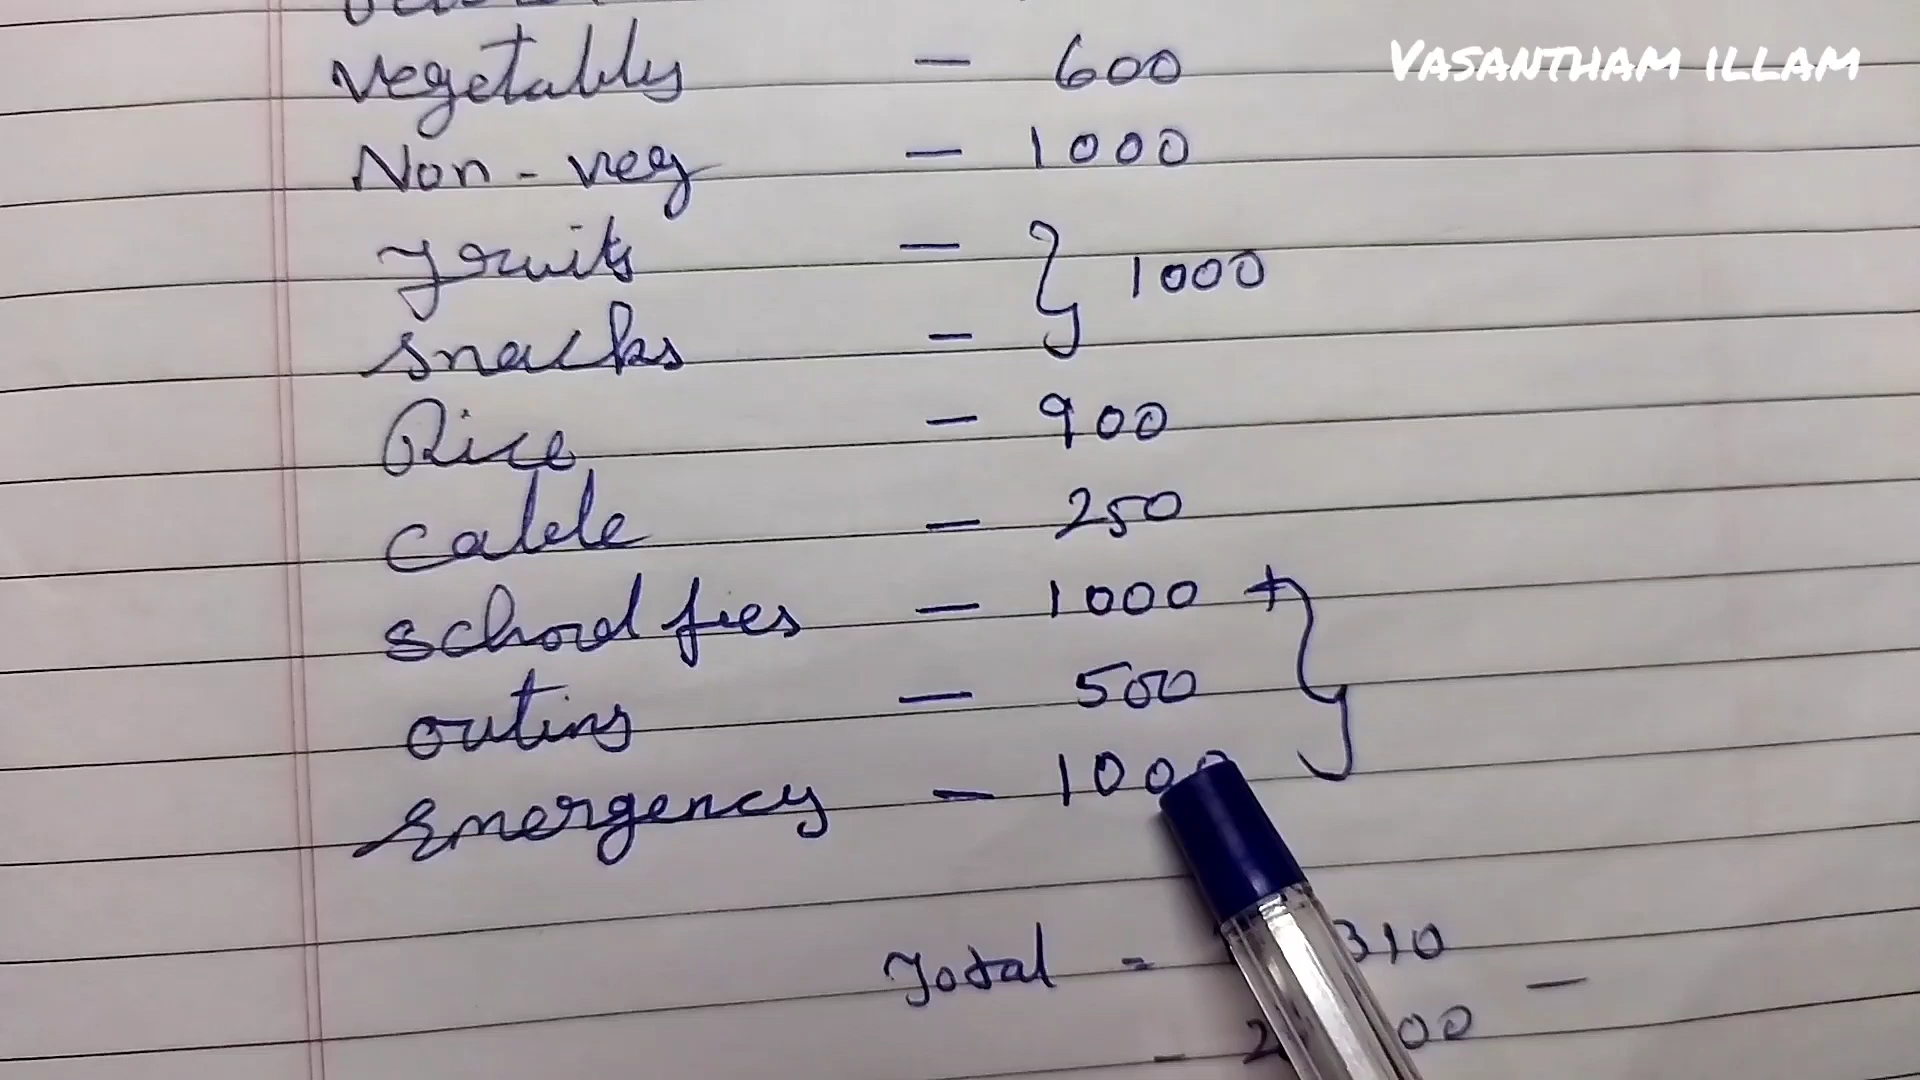 VASANTHAM ILLAM
Vegetables — 600
Non-veg — 1000
Fruits —
} 1000
Snacks —
Rice — 900
Cable — 250
School fees — 1000 +
Outing — 500
}
Emergency — 1000
Total = 310 —